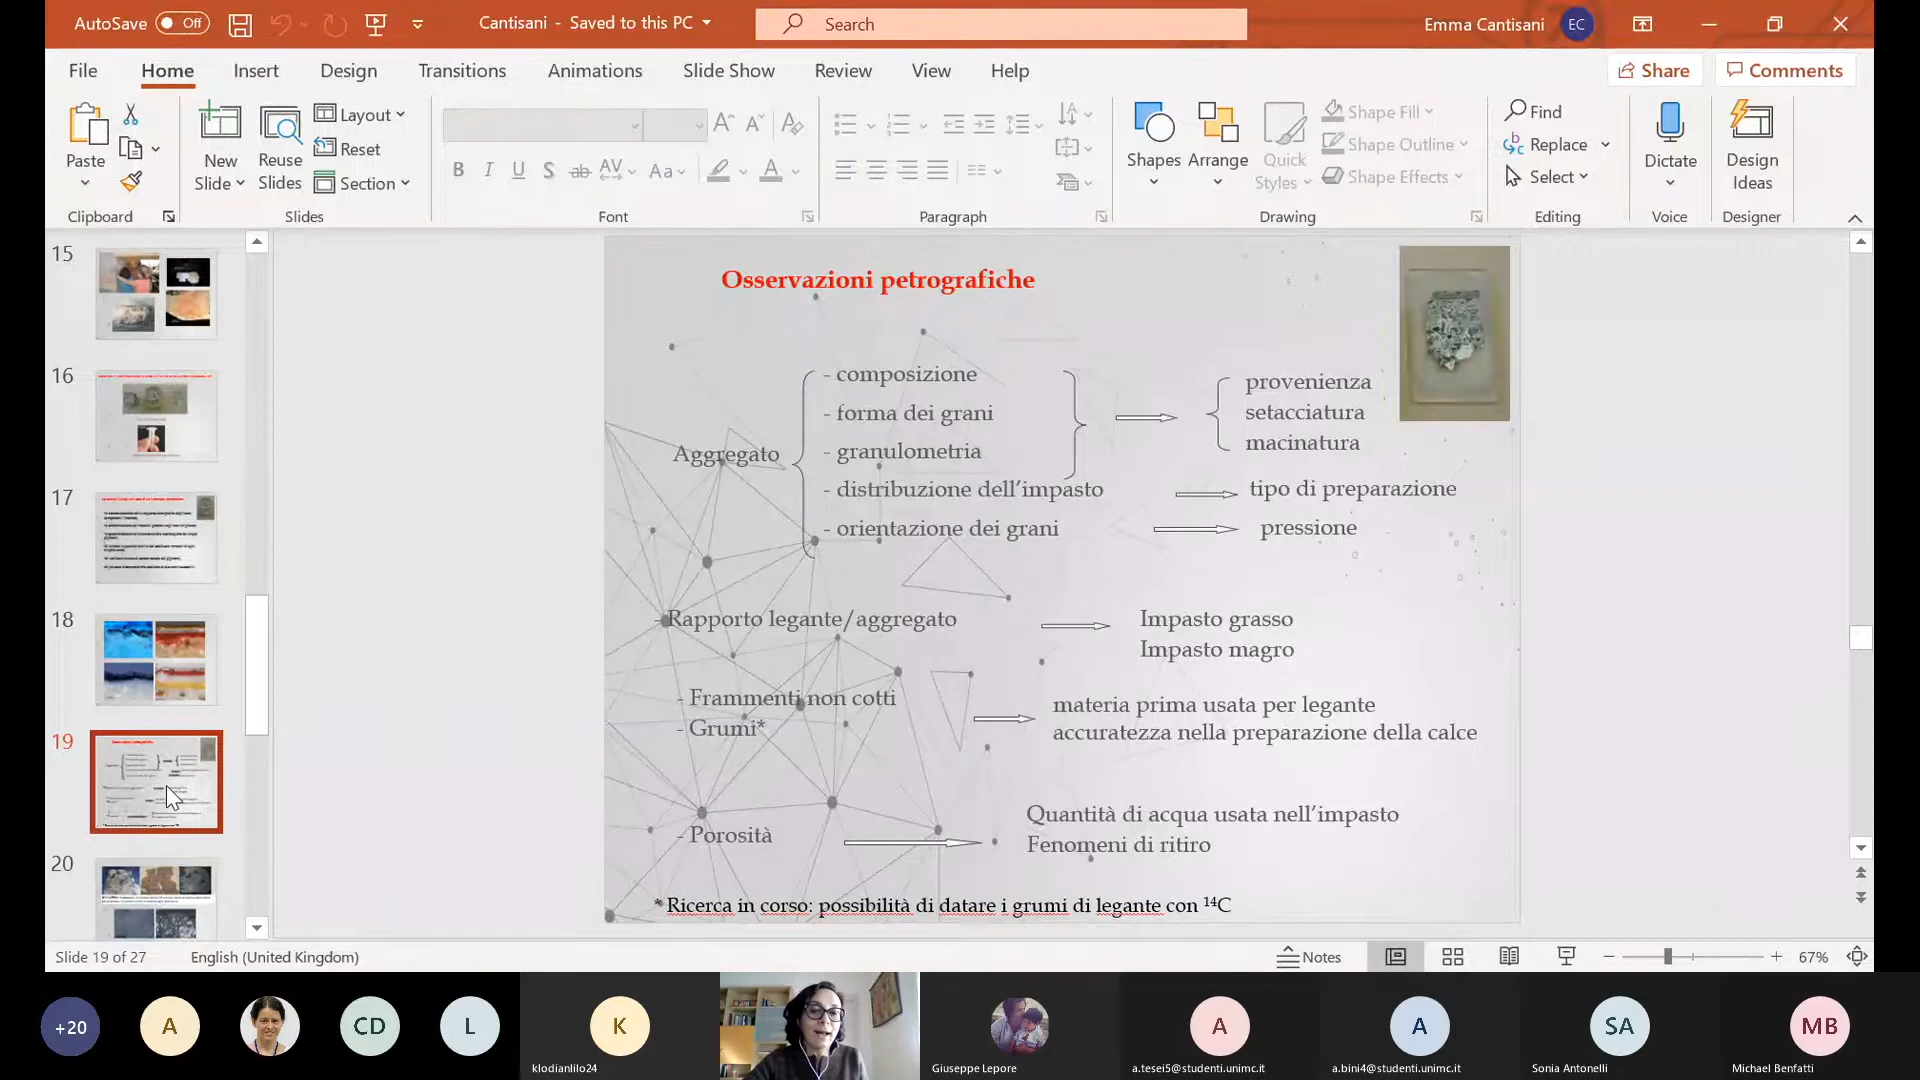 AutoSave Off
Cantisani - Saved to this PC
Search
Emma Cantisani EC
File Home Insert Design Transitions Animations Slide Show Review View Help
Share Comments
Paste
Clipboard
New Slide
Reuse Slides
Layout
Reset
Section
Slides
B I U S ab AV Aa A
Font
Paragraph
Shapes
Arrange
Quick Styles
Shape Fill
Shape Outline
Shape Effects
Drawing
Find
Replace
Select
Editing
Dictate
Voice
Design Ideas
Designer
15
16
17
18
19
20
Osservazioni petrografiche
Aggregato
- composizione
- forma dei grani
- granulometria
- distribuzione dell’impasto
- orientazione dei grani
provenienza
setacciatura
macinatura
tipo di preparazione
pressione
-Rapporto legante/aggregato
Impasto grasso
Impasto magro
- Frammenti non cotti
- Grumi*
materia prima usata per legante
accuratezza nella preparazione della calce
- Porosità
Quantità di acqua usata nell’impasto
Fenomeni di ritiro
* Ricerca in corso: possibilità di datare i grumi di legante con ¹⁴C
Slide 19 of 27
English (United Kingdom)
Notes
67%
+20 A CD L K A A SA MB
klodianlilo24
Giuseppe Lepore
a.tesei5@studenti.unimc.it
a.bini4@studenti.unimc.it
Sonia Antonelli
Michael Benfatti